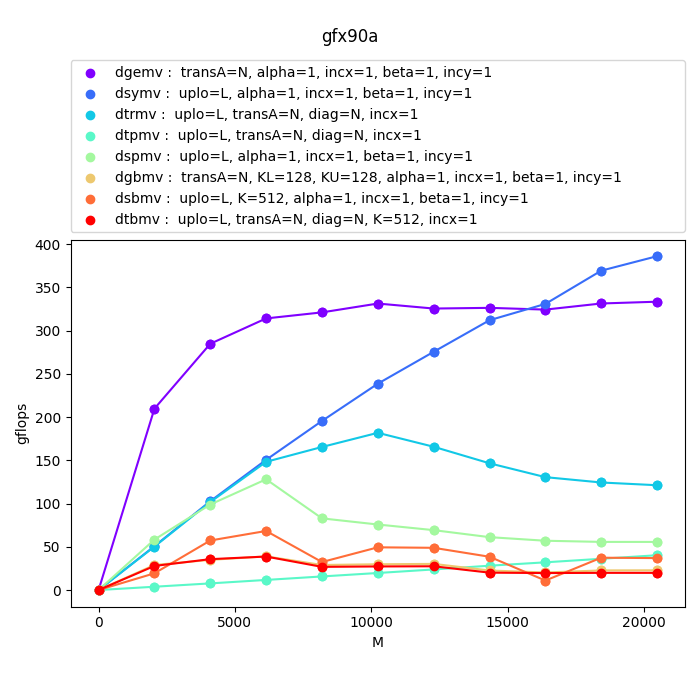 gfx90a
dgemv :  transA=N, alpha=1, incx=1, beta=1, incy=1
dsymv :  uplo=L, alpha=1, incx=1, beta=1, incy=1
dtrmv :  uplo=L, transA=N, diag=N, incx=1
dtpmv :  uplo=L, transA=N, diag=N, incx=1
dspmv :  uplo=L, alpha=1, incx=1, beta=1, incy=1
dgbmv :  transA=N, KL=128, KU=128, alpha=1, incx=1, beta=1, incy=1
dsbmv :  uplo=L, K=512, alpha=1, incx=1, beta=1, incy=1
dtbmv :  uplo=L, transA=N, diag=N, K=512, incx=1
400
350
300
250
200
150
100
50
0
gflops
0 5000 10000 15000 20000
M